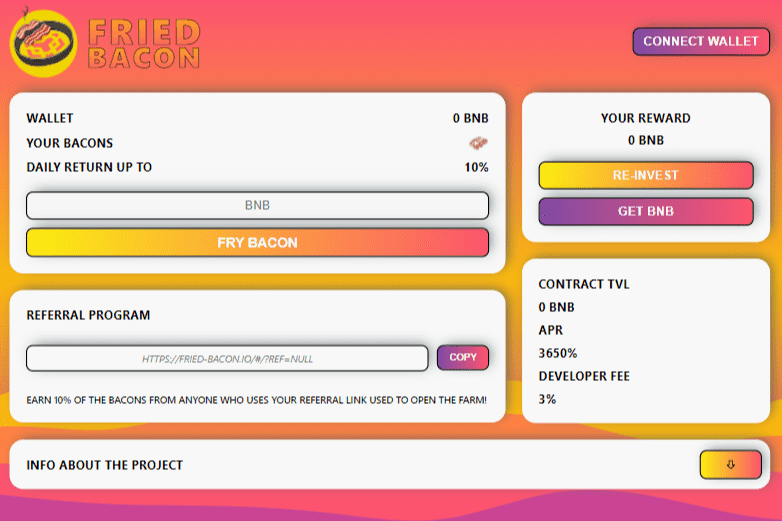 FRIED
BACON
CONNECT WALLET
WALLET 0 BNB
YOUR BACONS
DAILY RETURN UP TO 10%
BNB
FRY BACON
YOUR REWARD
0 BNB
RE-INVEST
GET BNB
REFERRAL PROGRAM
HTTPS://FRIED-BACON.IO/#/?REF=NULL
COPY
EARN 10% OF THE BACONS FROM ANYONE WHO USES YOUR REFERRAL LINK USED TO OPEN THE FARM!
CONTRACT TVL
0 BNB
APR
3650%
DEVELOPER FEE
3%
INFO ABOUT THE PROJECT